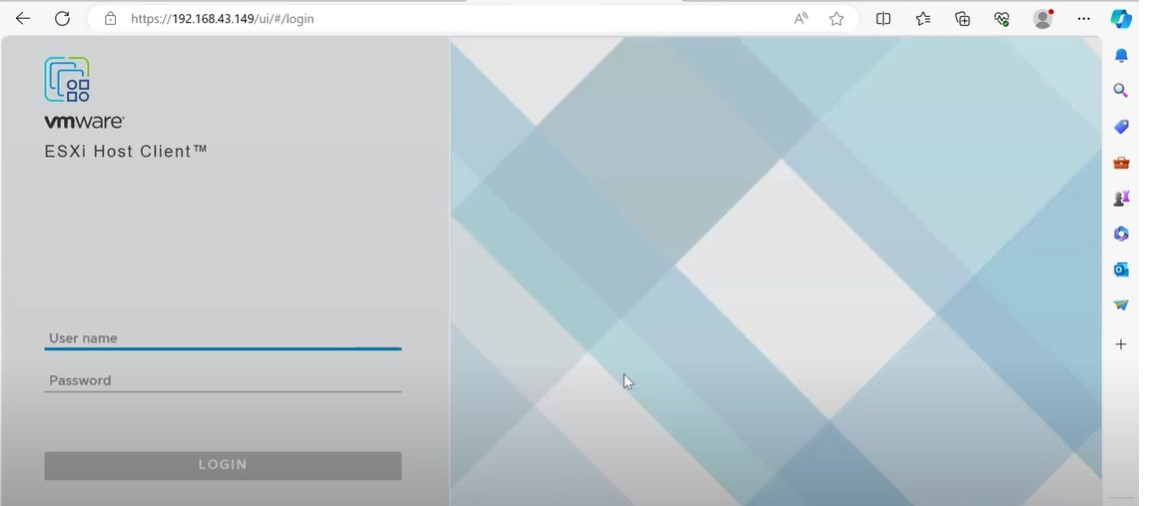 https://192.168.43.149/ui/#/login
vmware®
ESXi Host Client™
User name
Password
LOGIN